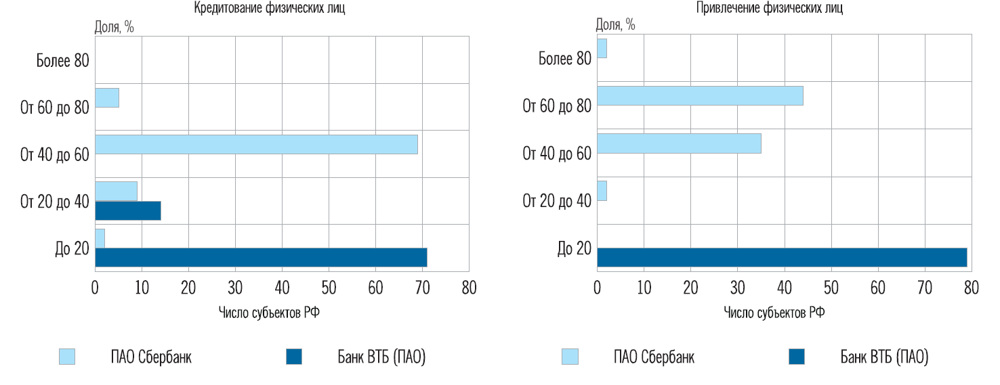 Кредитование физических лиц
Доля, %
Более 80
От 60 до 80
От 40 до 60
От 20 до 40
До 20
0 10 20 30 40 50 60 70 80
Число субъектов РФ
ПАО Сбербанк Банк ВТБ (ПАО)
Привлечение физических лиц
Доля, %
Более 80
От 60 до 80
От 40 до 60
От 20 до 40
До 20
0 10 20 30 40 50 60 70 80
Число субъектов РФ
ПАО Сбербанк Банк ВТБ (ПАО)